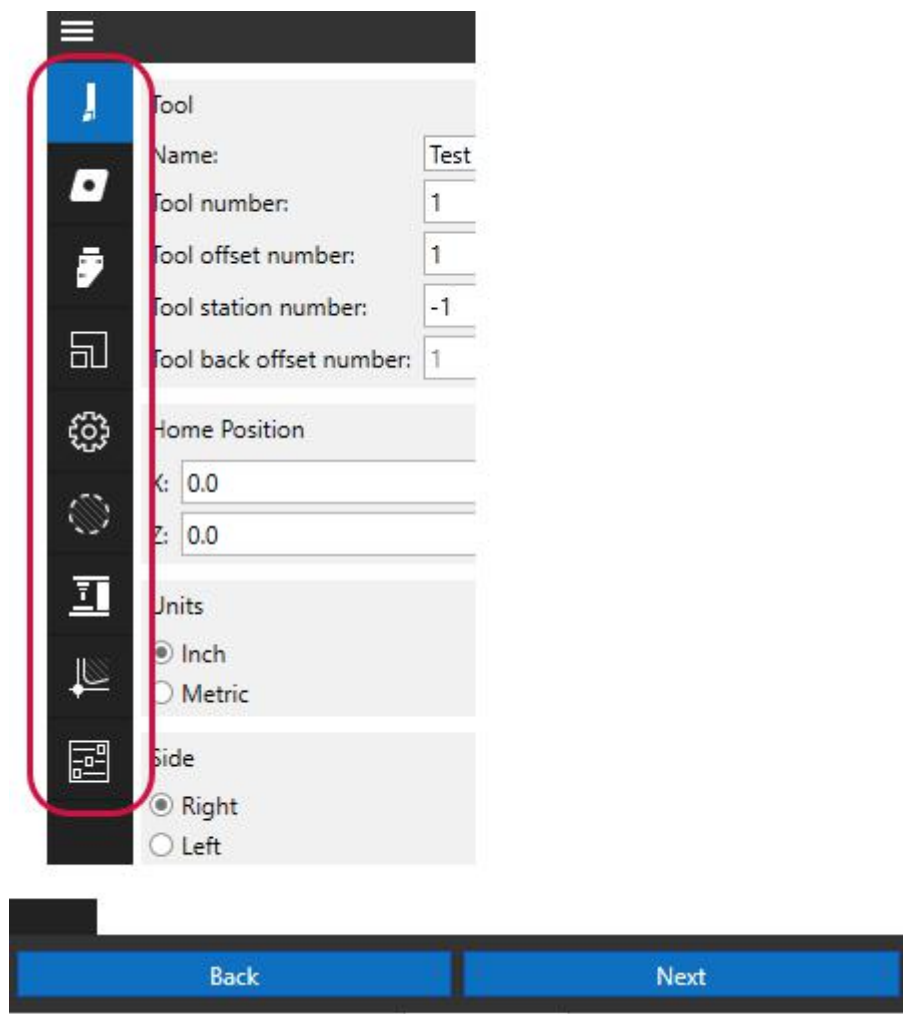 Tool
Name: Test
Tool number: 1
Tool offset number: 1
Tool station number: -1
Tool back offset number: 1
Home Position
X: 0.0
Z: 0.0
Units
Inch
Metric
Side
Right
Left
Back Next